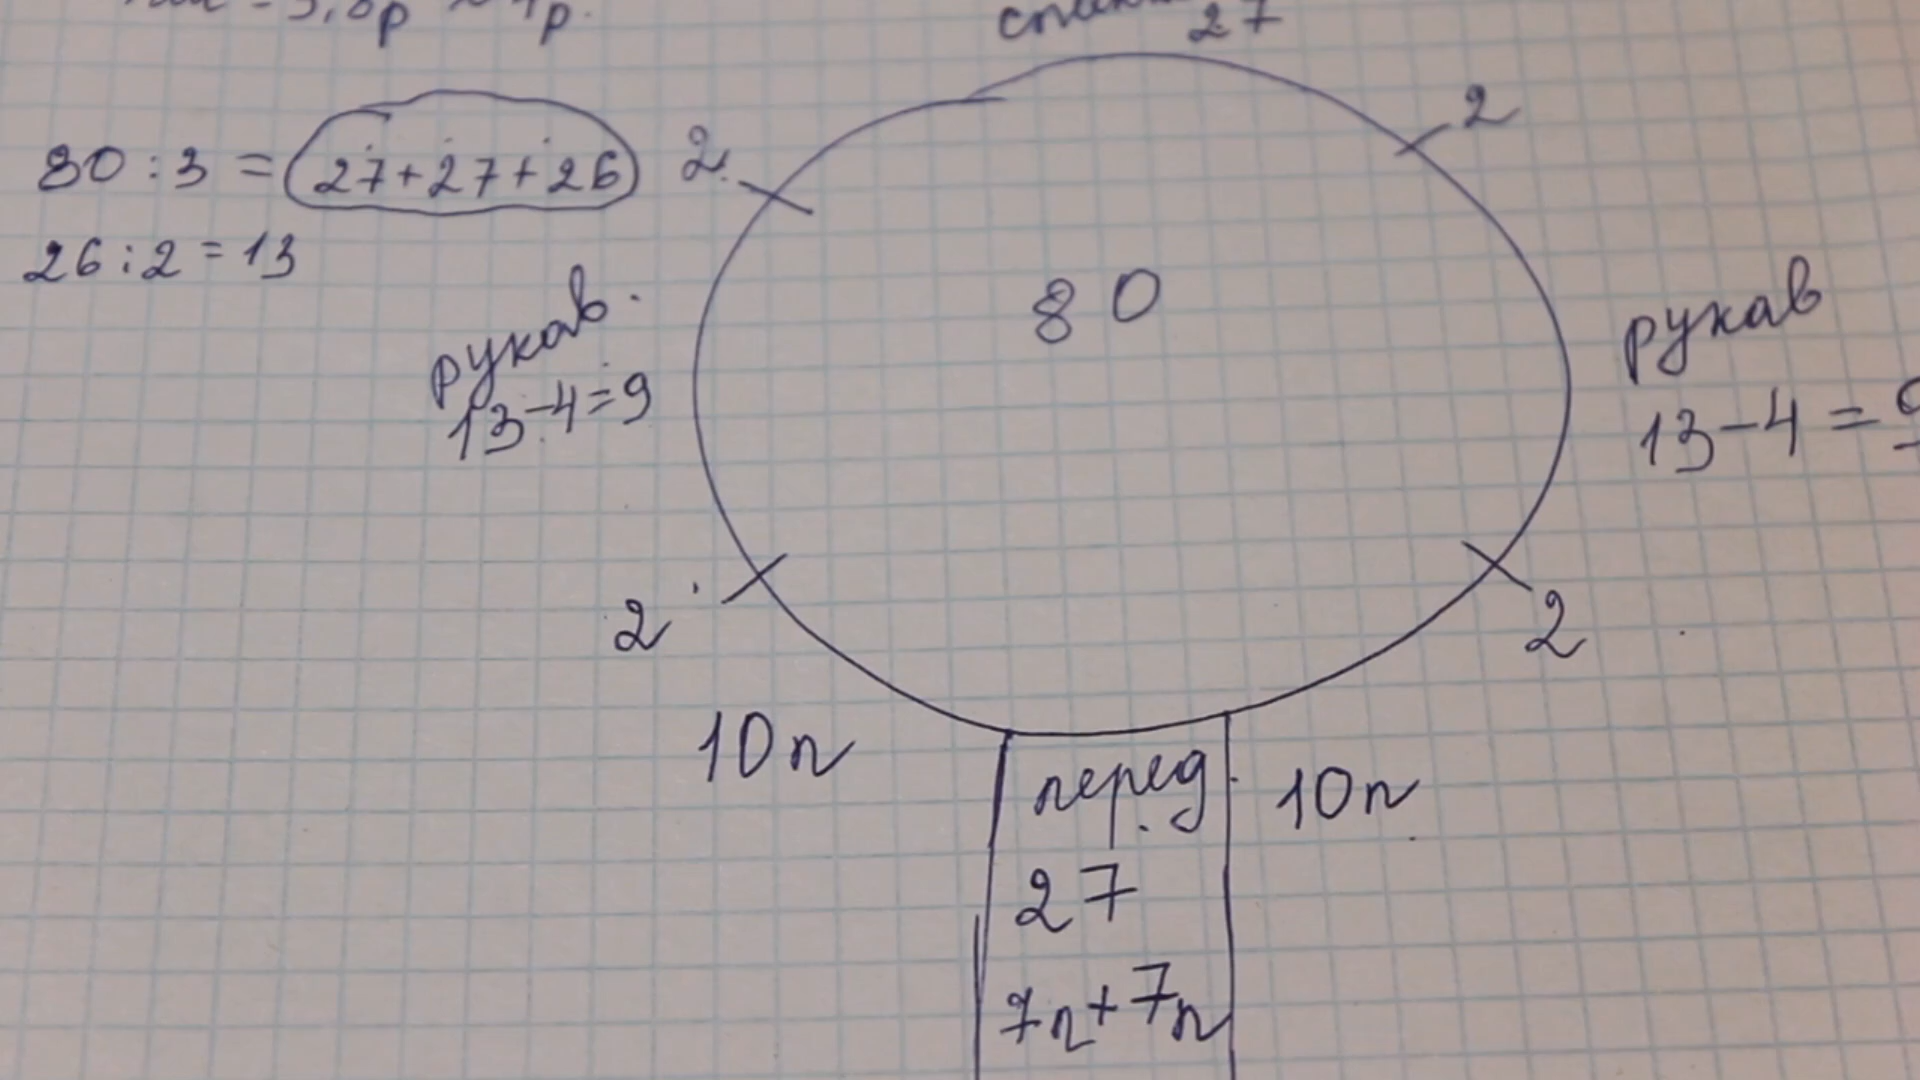 27
80 : 3 = 27+27+26
2
2
26 : 2 = 13
80
рукав.
13-4=9
рукав
13-4=9
2
2
10п
перед
10п
27
7п+7п